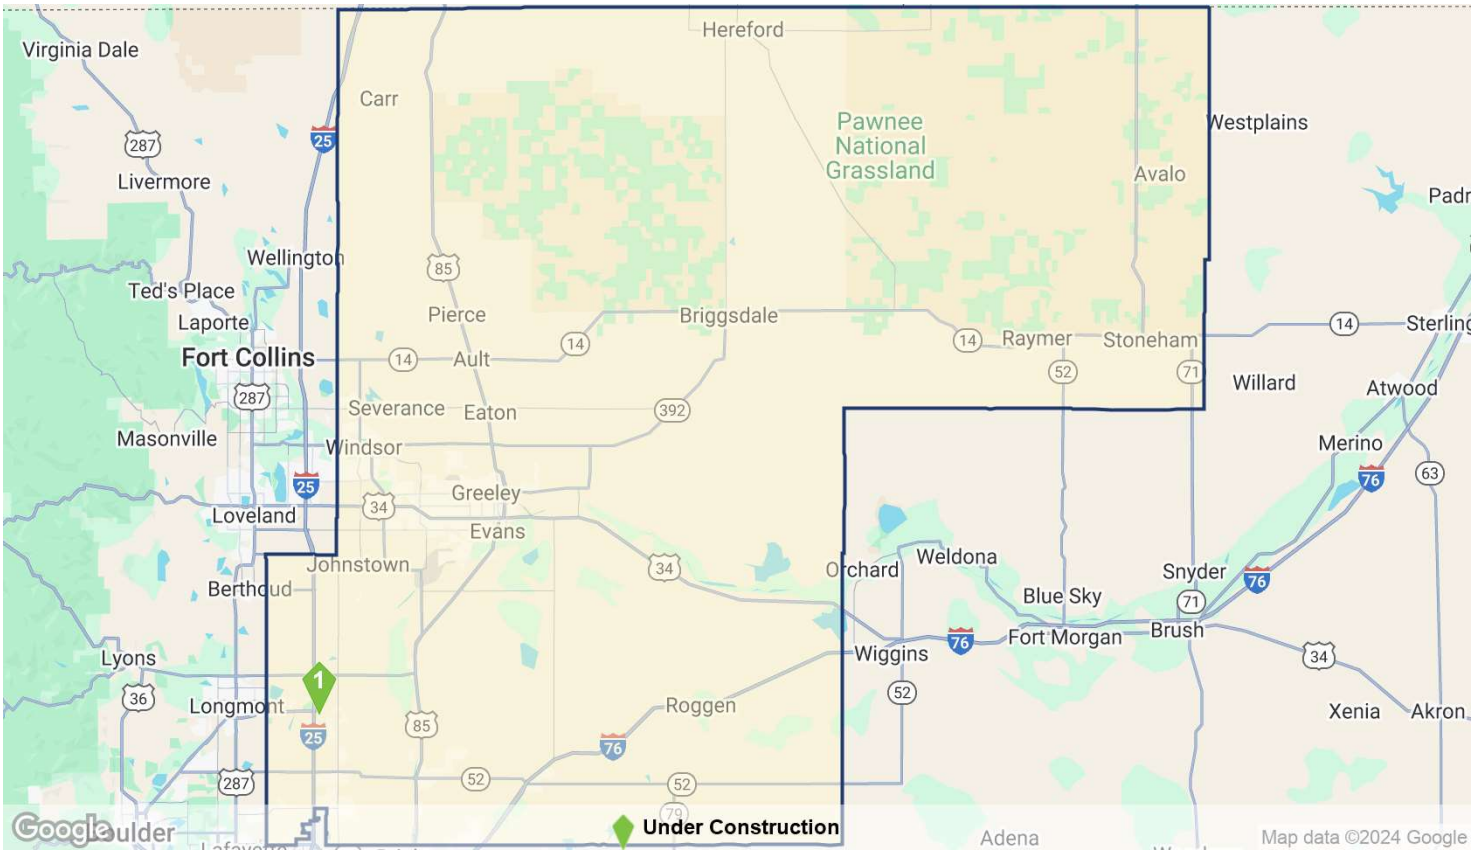 Hereford
Virginia Dale
Carr
Pawnee
National
Grassland
Westplains
25
287
Livermore
Avalo
Padr
Wellington
85
Ted's Place
Laporte
Pierce
Briggsdale
14
Sterling
Fort Collins
14
Ault
14
14
Raymer
Stoneham
287
52
71
Willard
Atwood
Severance
Eaton
392
Masonville
Windsor
Merino
25
76
63
Greeley
34
Loveland
Evans
Johnstown
34
Orchard
Weldona
Snyder
76
Berthoud
Blue Sky
71
Fort Morgan
Brush
76
Lyons
Wiggins
34
1
36
Longmont
52
Roggen
Xenia
Akron
85
25
76
287
52
52
79
Google
Boulder
Under Construction
Adena
Map data ©2024 Google